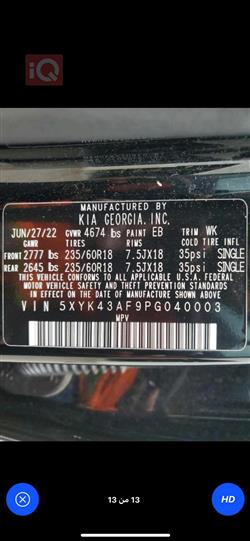 iQ
MANUFACTURED BY
KIA GEORGIA, INC.
JUN/27/22 GVWR 4674 lbs PAINT EB TRIM WK
GAWR TIRES RIMS COLD TIRE INFL
FRONT 2777 lbs 235/60R18 7.5JX18 35psi SINGLE
REAR 2645 lbs 235/60R18 7.5JX18 35psi SINGLE
THIS VEHICLE CONFORMS TO ALL APPLICABLE U.S. FEDERAL
MOTOR VEHICLE SAFETY AND THEFT PREVENTION STANDARDS
IN EFFECT ON THE DATE OF MANUFACTURE SHOWN ABOVE.
VIN 5XYK43AF9PG040003
MPV
13 من 13
HD